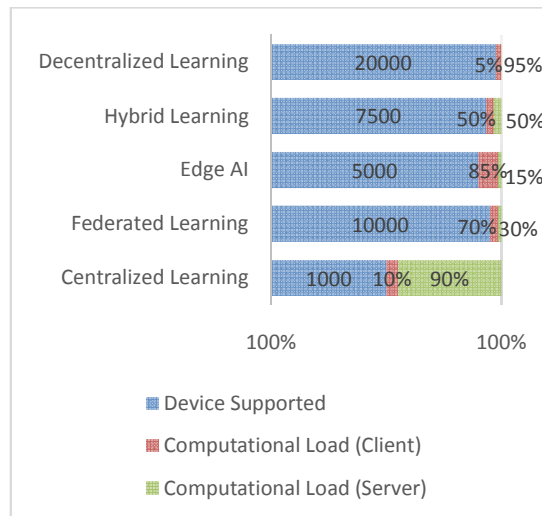 Decentralized Learning 20000 5% 95%
Hybrid Learning 7500 50% 50%
Edge AI 5000 85% 15%
Federated Learning 10000 70% 30%
Centralized Learning 1000 10% 90%
100% 100%
Device Supported
Computational Load (Client)
Computational Load (Server)